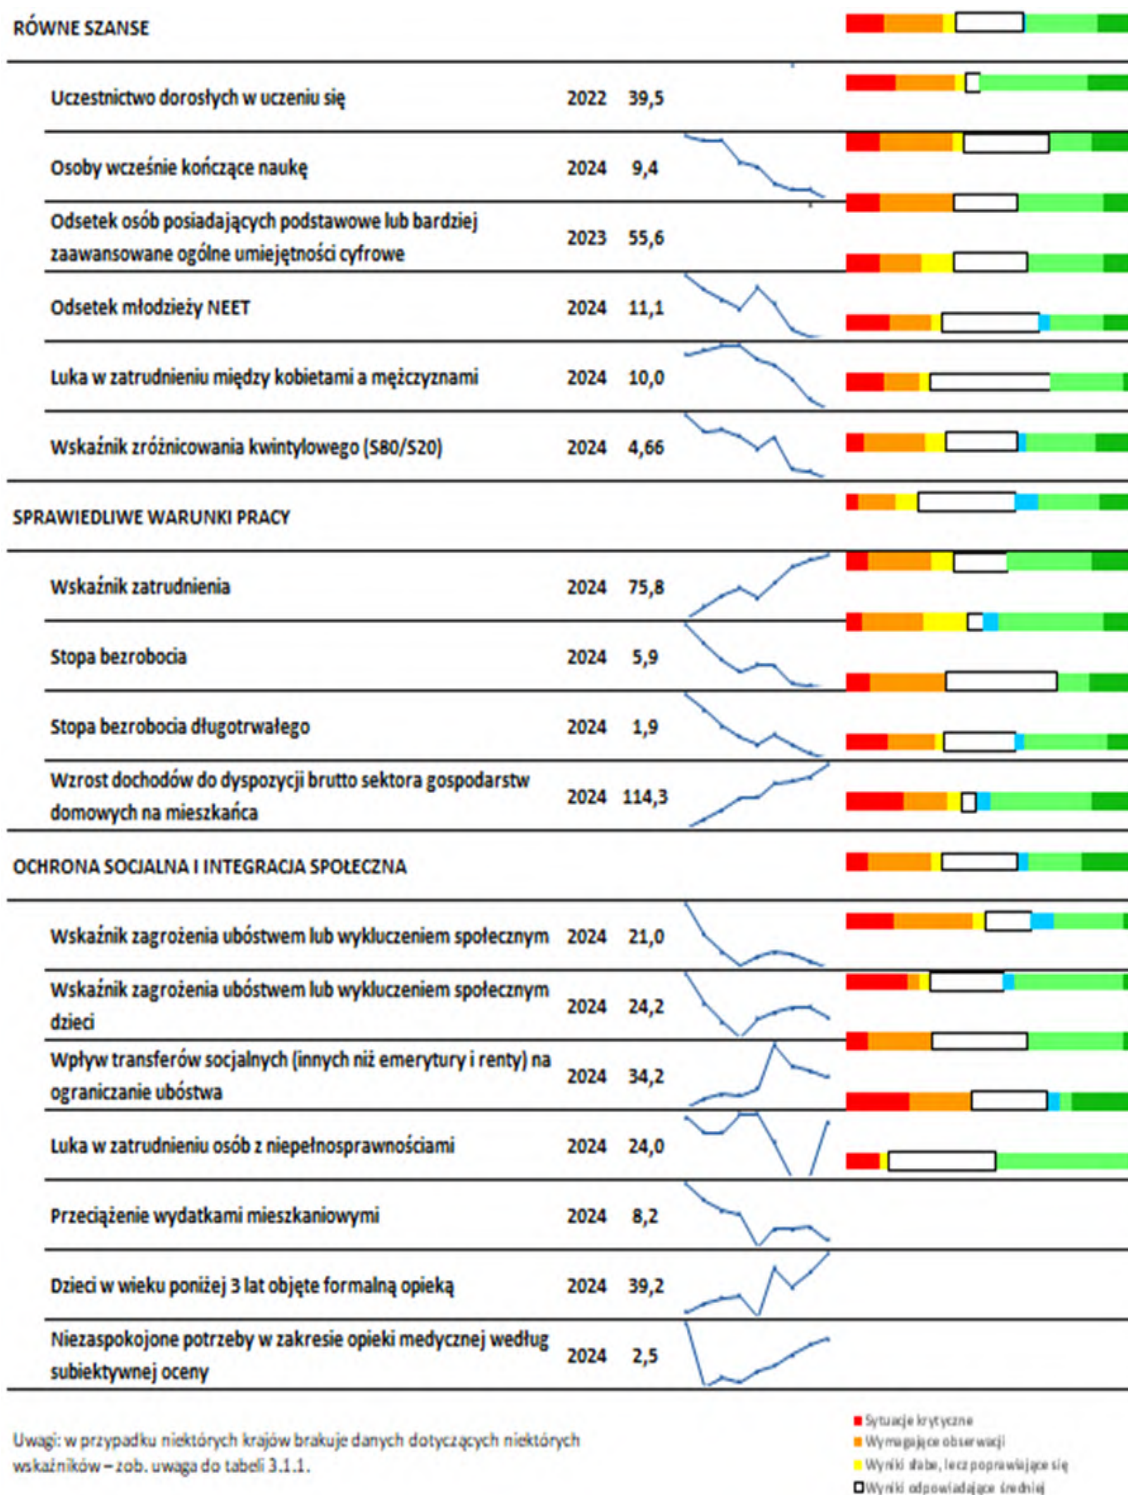 RÓWNE SZANSE
Uczestnictwo dorosłych w uczeniu się 2022 39,5
Osoby wcześnie kończące naukę 2024 9,4
Odsetek osób posiadających podstawowe lub bardziej
zaawansowane ogólne umiejętności cyfrowe 2023 55,6
Odsetek młodzieży NEET 2024 11,1
Luka w zatrudnieniu między kobietami a mężczyznami 2024 10,0
Wskaźnik zróżnicowania kwintylowego (S80/S20) 2024 4,66
SPRAWIEDLIWE WARUNKI PRACY
Wskaźnik zatrudnienia 2024 75,8
Stopa bezrobocia 2024 5,9
Stopa bezrobocia długotrwałego 2024 1,9
Wzrost dochodów do dyspozycji brutto sektora gospodarstw
domowych na mieszkańca 2024 114,3
OCHRONA SOCJALNA I INTEGRACJA SPOŁECZNA
Wskaźnik zagrożenia ubóstwem lub wykluczeniem społecznym 2024 21,0
Wskaźnik zagrożenia ubóstwem lub wykluczeniem społecznym
dzieci 2024 24,2
Wpływ transferów socjalnych (innych niż emerytury i renty) na
ograniczanie ubóstwa 2024 34,2
Luka w zatrudnieniu osób z niepełnosprawnościami 2024 24,0
Przeciążenie wydatkami mieszkaniowymi 2024 8,2
Dzieci w wieku poniżej 3 lat objęte formalną opieką 2024 39,2
Niezaspokojone potrzeby w zakresie opieki medycznej według
subiektywnej oceny 2024 2,5
Uwagi: w przypadku niektórych krajów brakuje danych dotyczących niektórych
wskaźników – zob. uwaga do tabeli 3.1.1.
Sytuacje krytyczne
Wymagające obserwacji
Wyniki słabe, lecz poprawiające się
Wyniki odpowiadające średniej